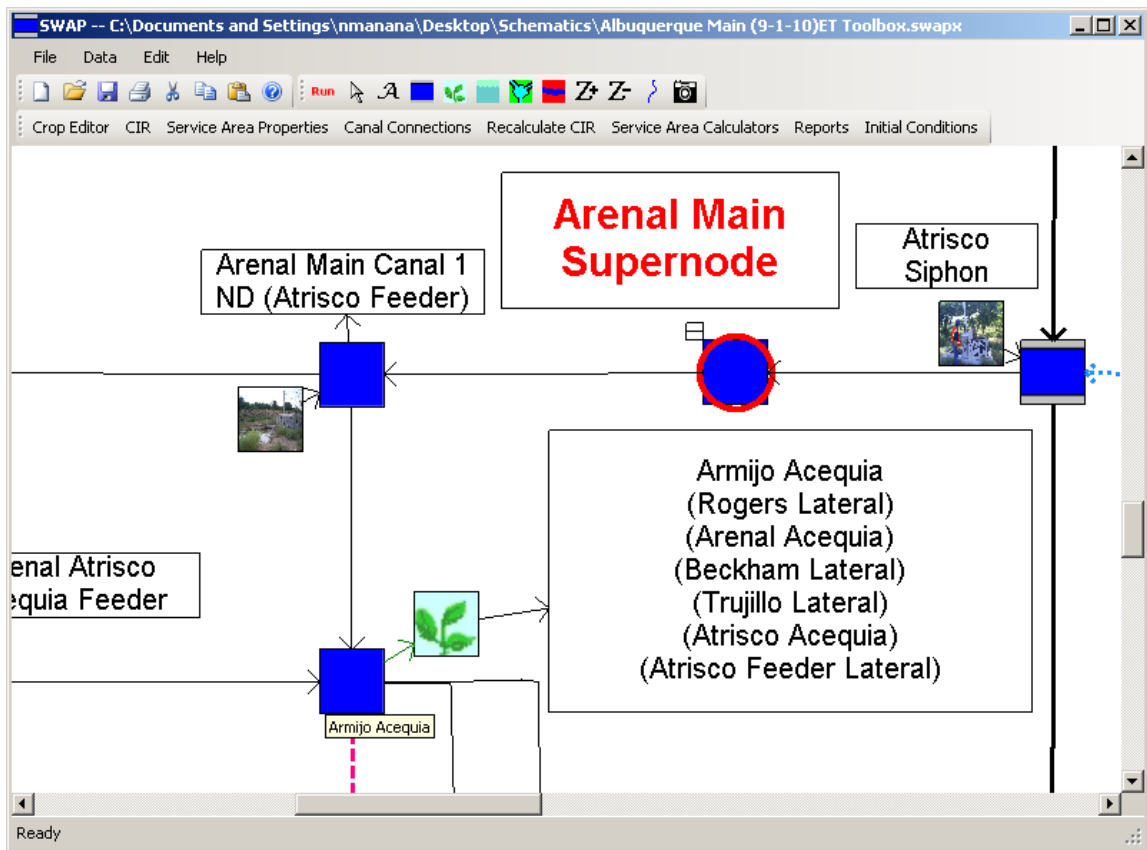 SWAP -- C:\Documents and Settings\nmanana\Desktop\Schematics\Albuquerque Main (9-1-10)ET Toolbox.swapx
File Data Edit Help
Run A Z+ Z-
Crop Editor CIR Service Area Properties Canal Connections Recalculate CIR Service Area Calculators Reports Initial Conditions
Arenal Main
Supernode
Atrisco
Siphon
Arenal Main Canal 1
ND (Atrisco Feeder)
Armijo Acequia
(Rogers Lateral)
(Arenal Acequia)
(Beckham Lateral)
(Trujillo Lateral)
(Atrisco Acequia)
(Atrisco Feeder Lateral)
enal Atrisco
equia Feeder
Armijo Acequia
Ready